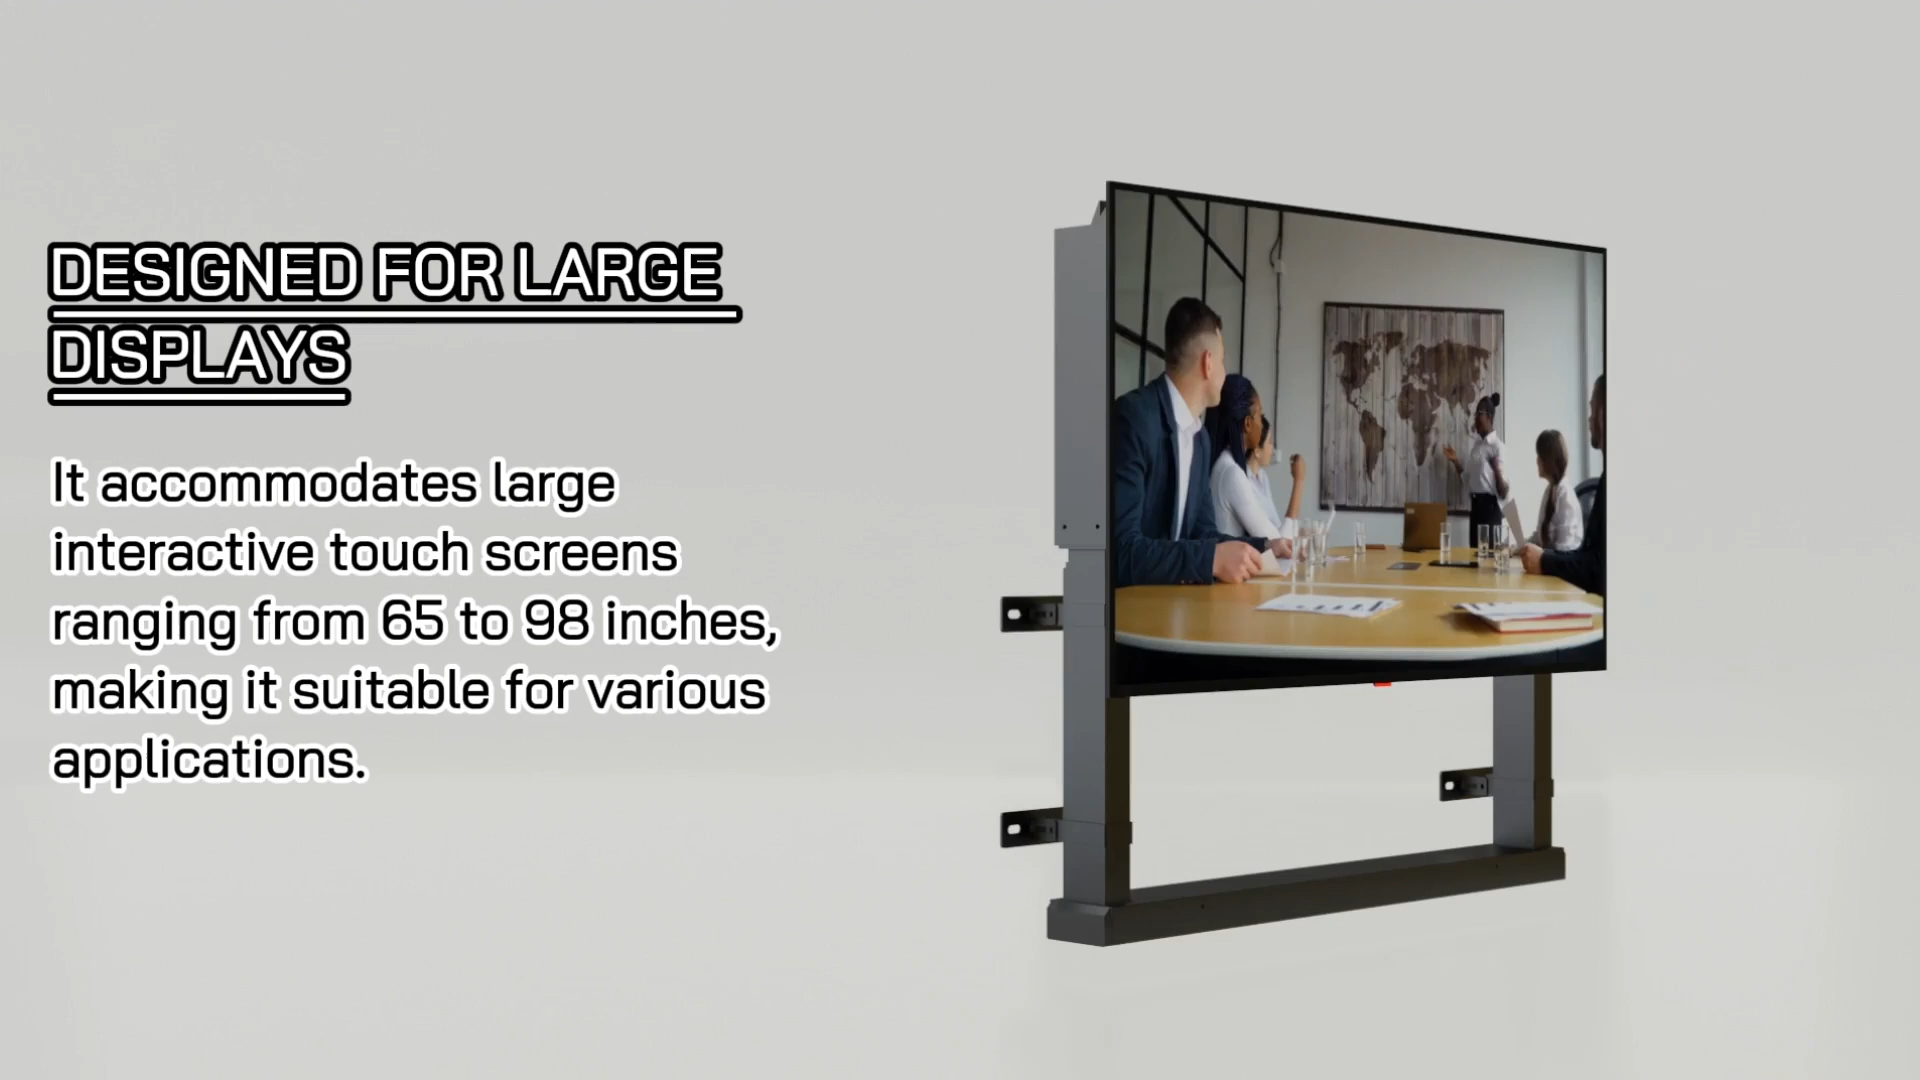 DESIGNED FOR LARGE
DISPLAYS
It accommodates large
interactive touch screens
ranging from 65 to 98 inches,
making it suitable for various
applications.